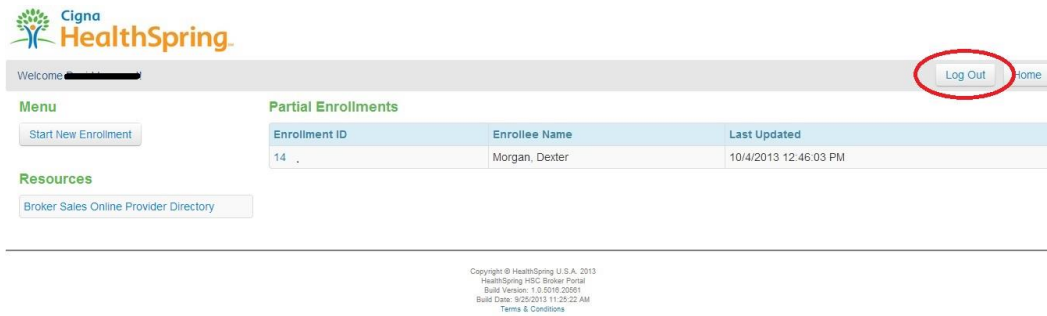 Cigna
HealthSpring
Welcome
Log Out Home
Menu
Start New Enrollment
Resources
Broker Sales Online Provider Directory
Partial Enrollments
Enrollment ID Enrollee Name Last Updated
14 Morgan, Dexter 10/4/2013 12:46:03 PM
Copyright © HealthSpring U.S.A. 2013
HealthSpring HSC Broker Portal
Build Version: 1.0.5016.20561
Build Date: 9/25/2013 11:25:22 AM
Terms & Conditions